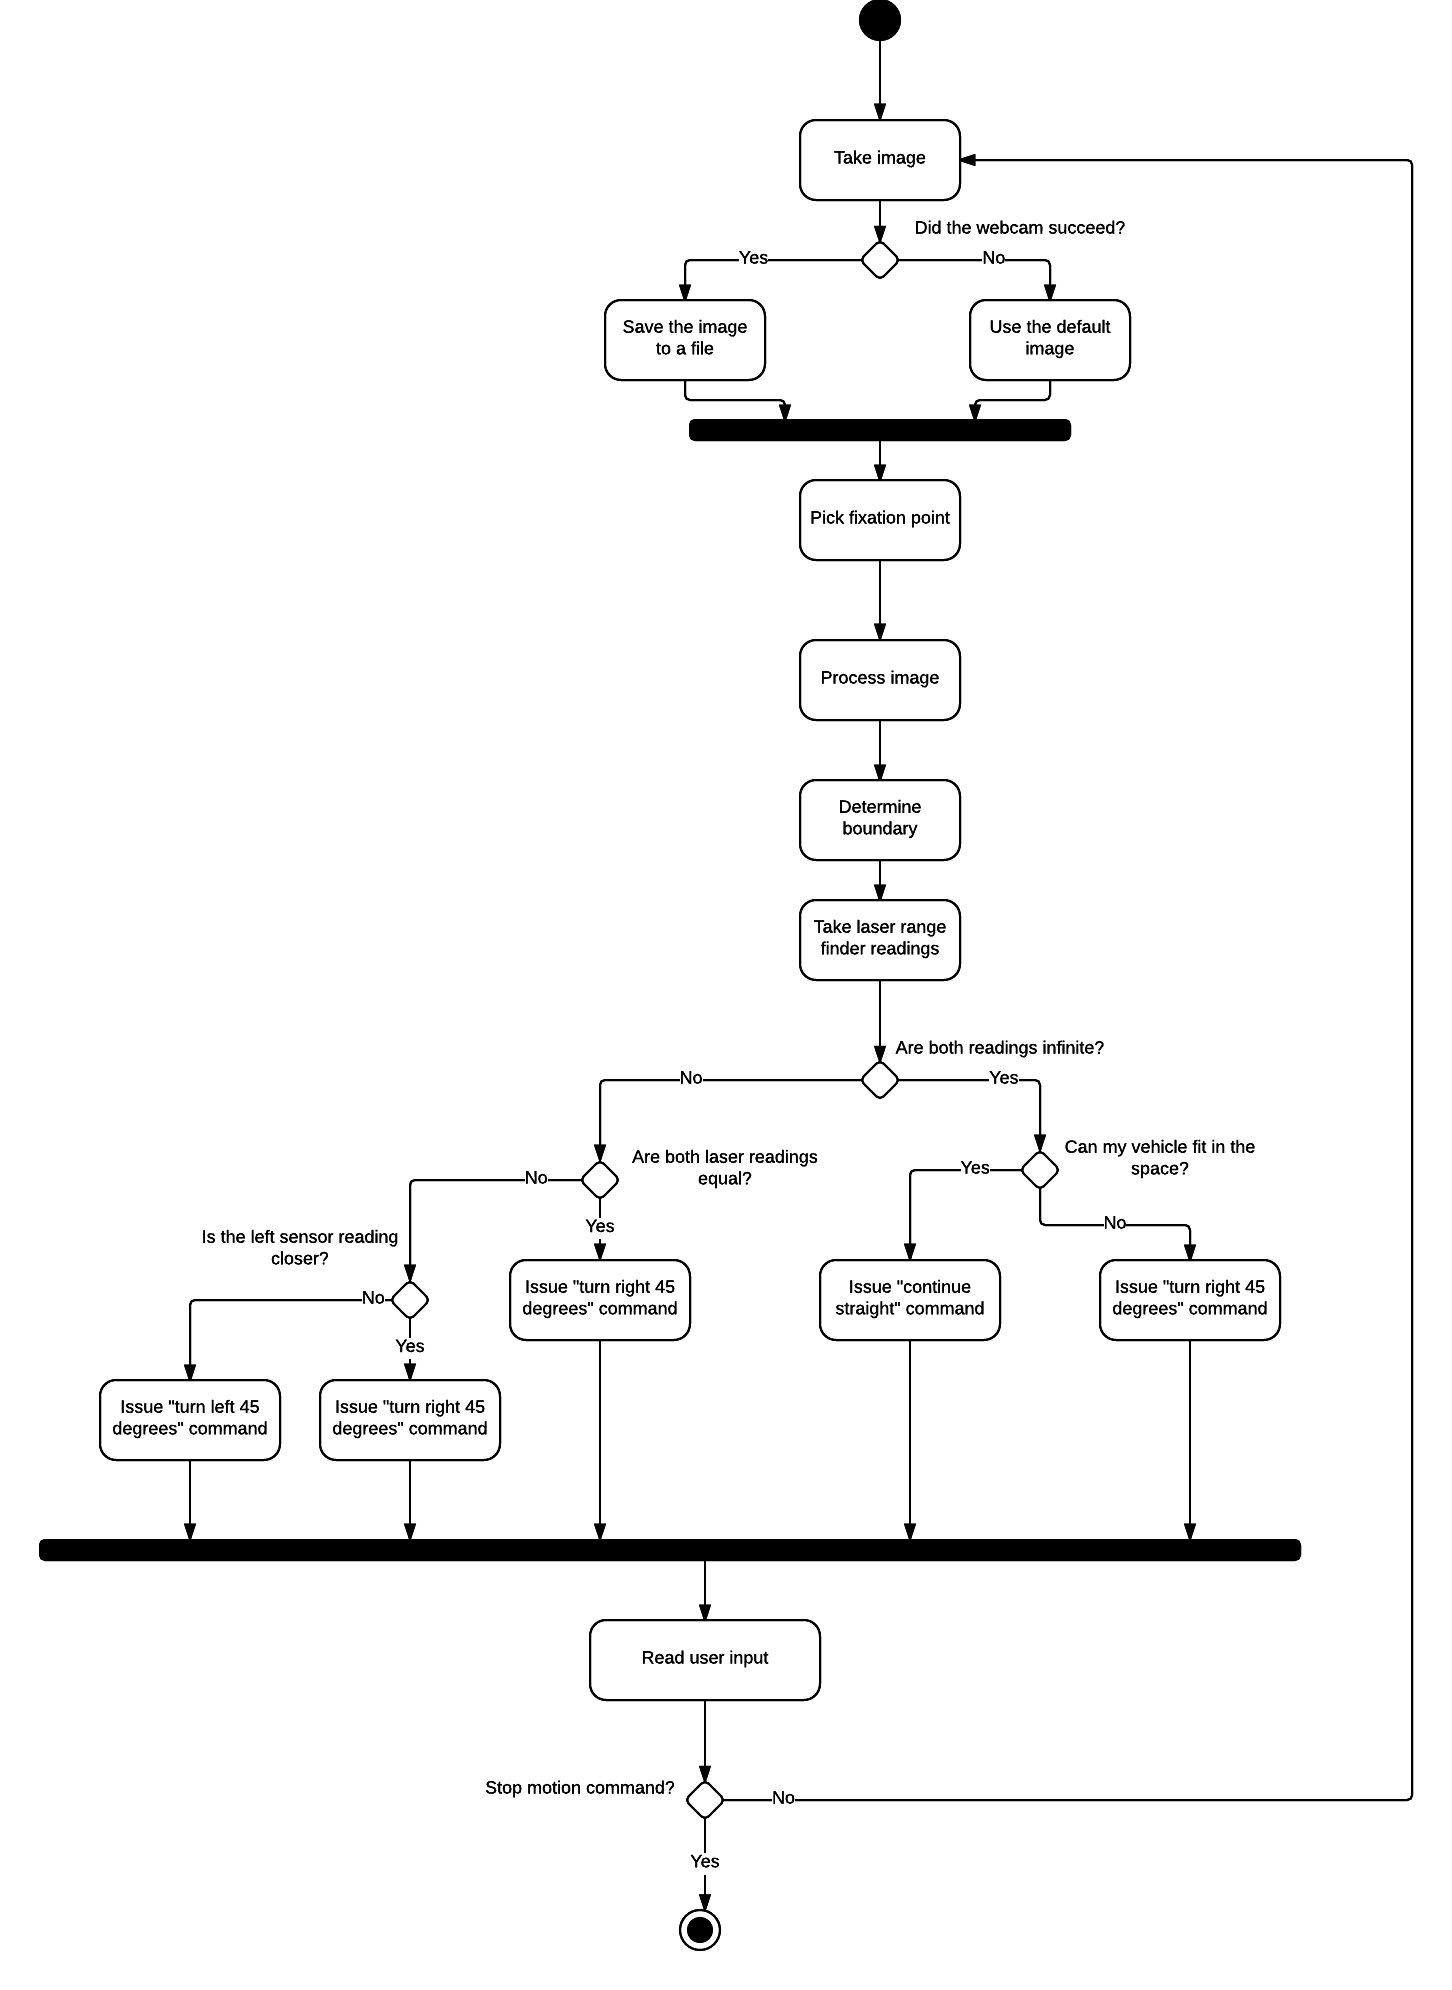 Take image
Did the webcam succeed?
Yes
No
Save the image
to a file
Use the default
image
Pick fixation point
Process image
Determine
boundary
Take laser range
finder readings
Are both readings infinite?
No
Yes
Are both laser readings
equal?
Can my vehicle fit in the
space?
No
Yes
Yes
No
Is the left sensor reading
closer?
No
Yes
Issue "turn right 45
degrees" command
Issue "continue
straight" command
Issue "turn right 45
degrees" command
Issue "turn left 45
degrees" command
Issue "turn right 45
degrees" command
Read user input
Stop motion command?
No
Yes